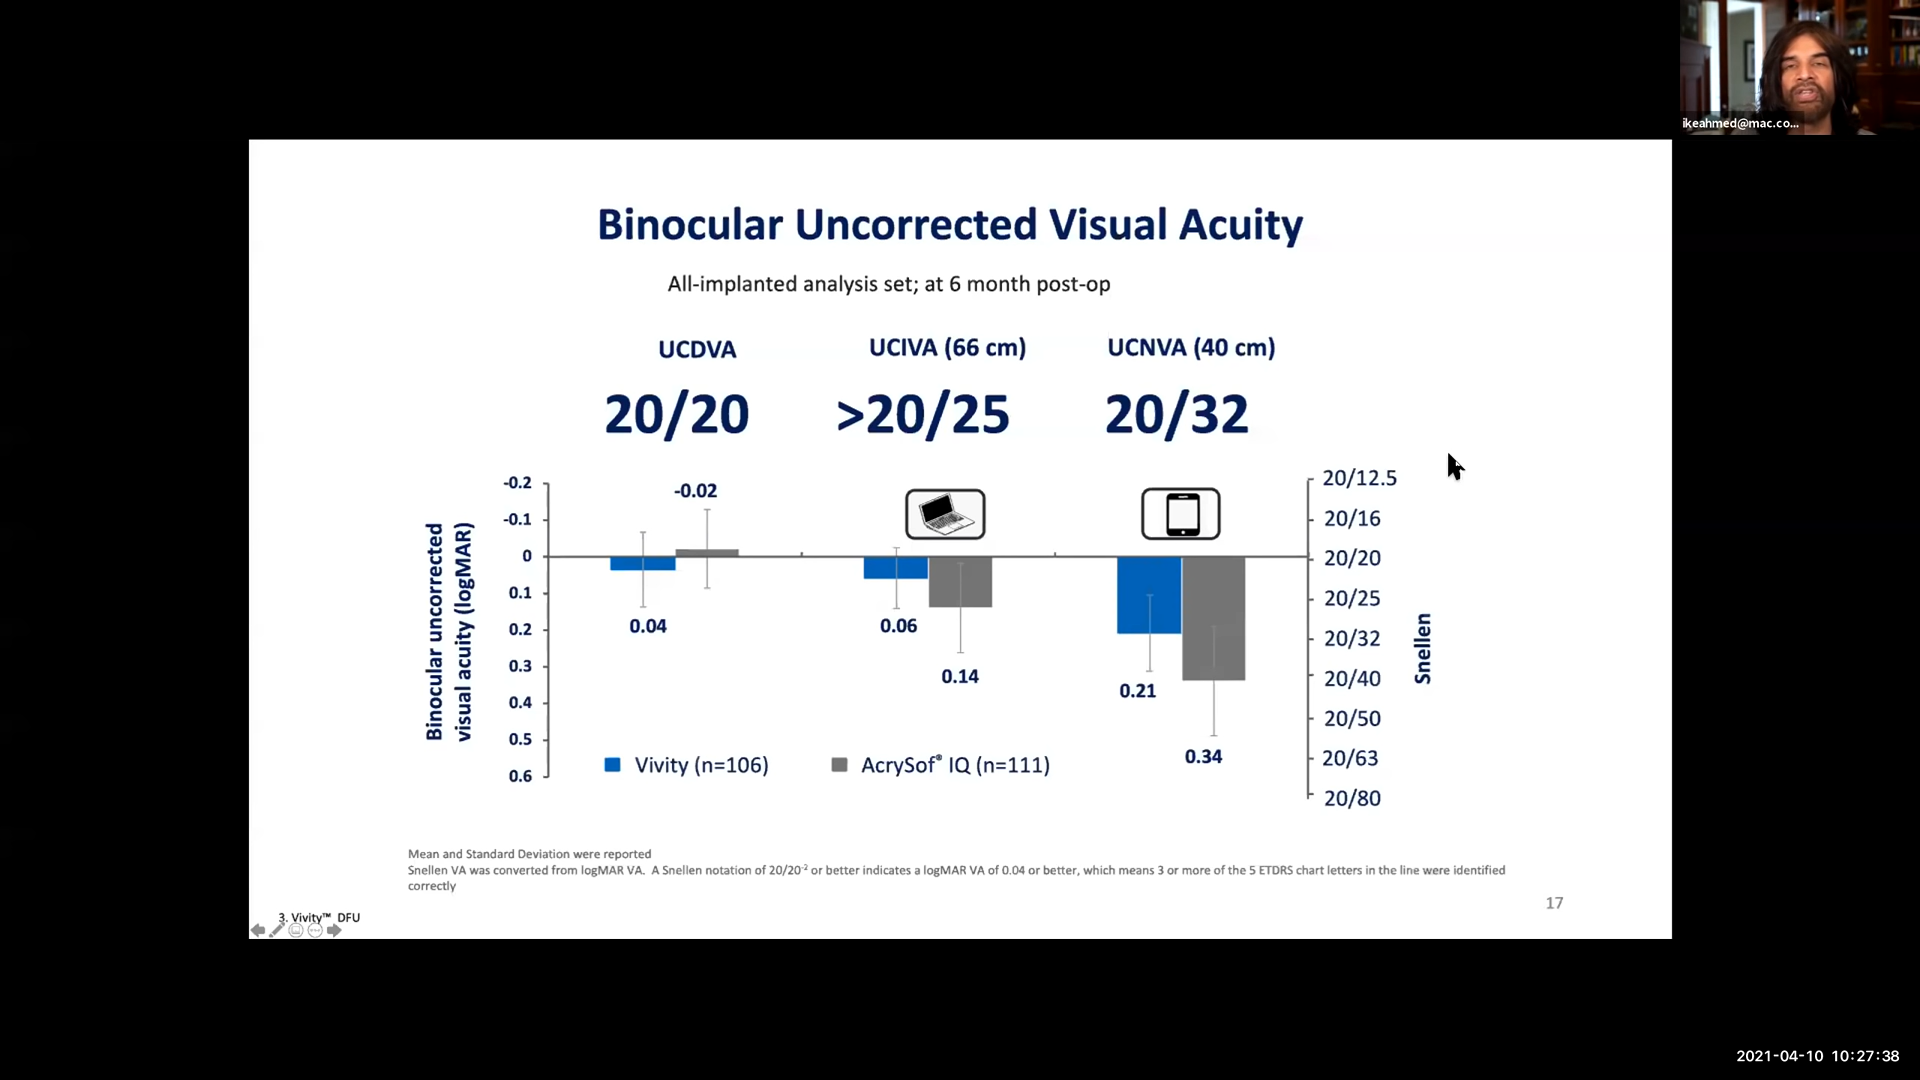 ikeahmed@mac.co...
Binocular Uncorrected Visual Acuity
All-implanted analysis set; at 6 month post-op
UCDVA UCIVA (66 cm) UCNVA (40 cm)
20/20 >20/25 20/32
Binocular uncorrected
visual acuity (logMAR)
-0.2
-0.1
0
0.1
0.2
0.3
0.4
0.5
0.6
-0.02
0.04
0.06
0.14
0.21
0.34
20/12.5
20/16
20/20
20/25
20/32
20/40
20/50
20/63
20/80
Snellen
Vivity (n=106) AcrySof® IQ (n=111)
Mean and Standard Deviation were reported
Snellen VA was converted from logMAR VA. A Snellen notation of 20/20⁻² or better indicates a logMAR VA of 0.04 or better, which means 3 or more of the 5 ETDRS chart letters in the line were identified
correctly
17
3. Vivity™ DFU
2021-04-10 10:27:38